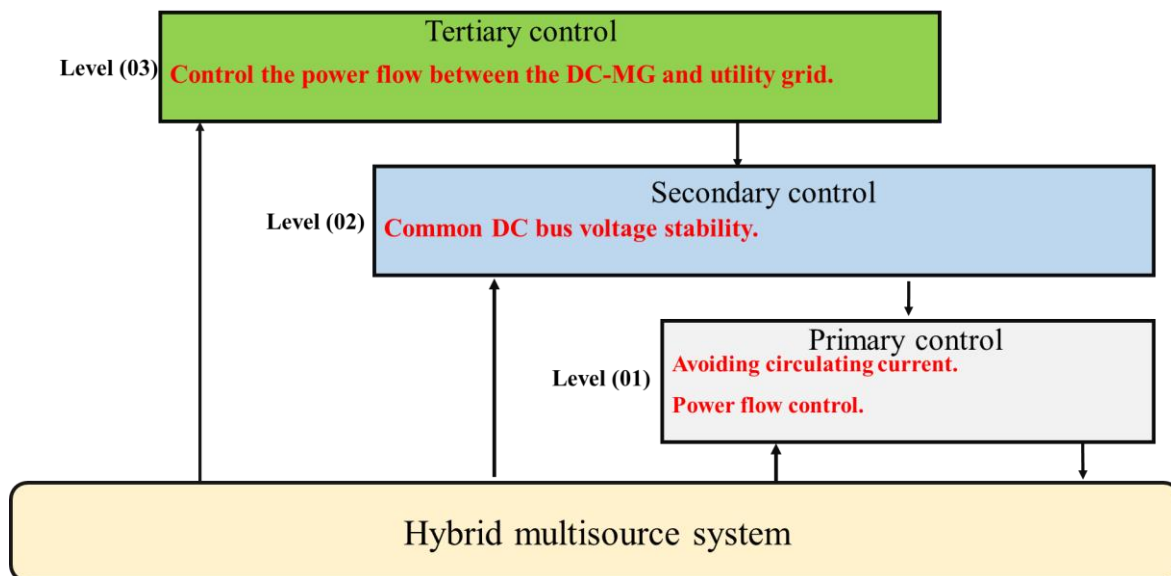 Tertiary control
Level (03)
Control the power flow between the DC-MG and utility grid.
Secondary control
Level (02)
Common DC bus voltage stability.
Primary control
Avoiding circulating current.
Level (01)
Power flow control.
Hybrid multisource system